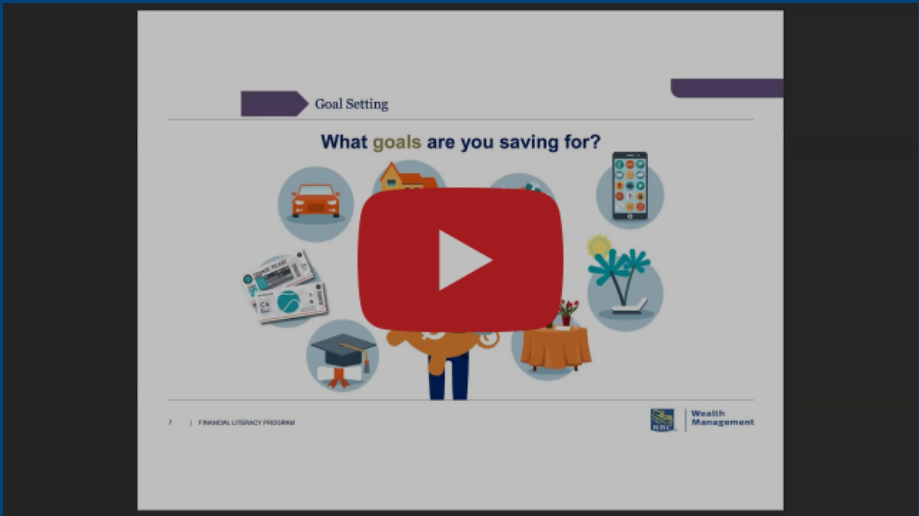 Goal Setting
What goals are you saving for?
7 | FINANCIAL LITERACY PROGRAM
RBC
Wealth
Management